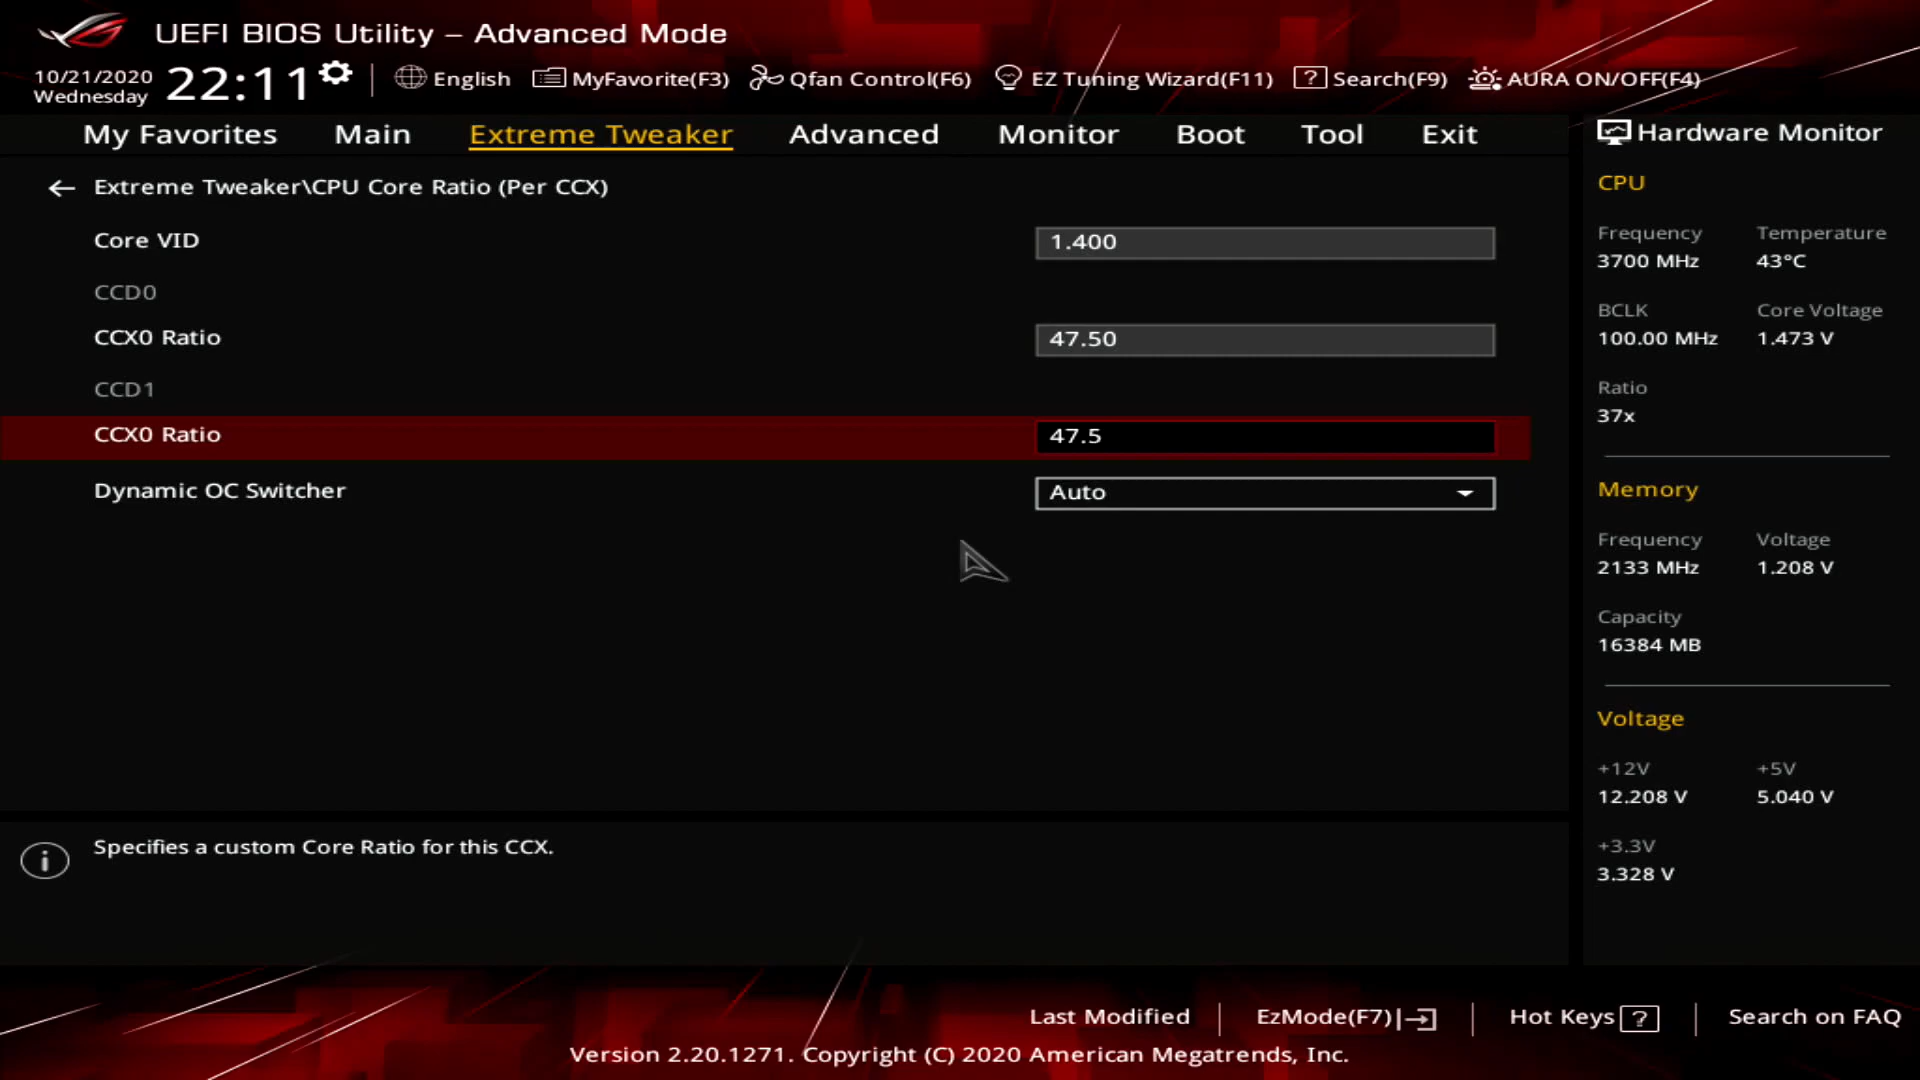 UEFI BIOS Utility – Advanced Mode
10/21/2020
Wednesday
22:11
English
MyFavorite(F3)
Qfan Control(F6)
EZ Tuning Wizard(F11)
? Search(F9)
AURA ON/OFF(F4)
My Favorites Main Extreme Tweaker Advanced Monitor Boot Tool Exit
Extreme Tweaker\CPU Core Ratio (Per CCX)
Core VID 1.400
CCD0
CCX0 Ratio 47.50
CCD1
CCX0 Ratio 47.5
Dynamic OC Switcher Auto
Hardware Monitor
CPU
Frequency Temperature
3700 MHz 43°C
BCLK Core Voltage
100.00 MHz 1.473 V
Ratio
37x
Memory
Frequency Voltage
2133 MHz 1.208 V
Capacity
16384 MB
Voltage
+12V +5V
12.208 V 5.040 V
+3.3V
3.328 V
i
Specifies a custom Core Ratio for this CCX.
Last Modified
EzMode(F7)
Hot Keys ?
Search on FAQ
Version 2.20.1271. Copyright (C) 2020 American Megatrends, Inc.